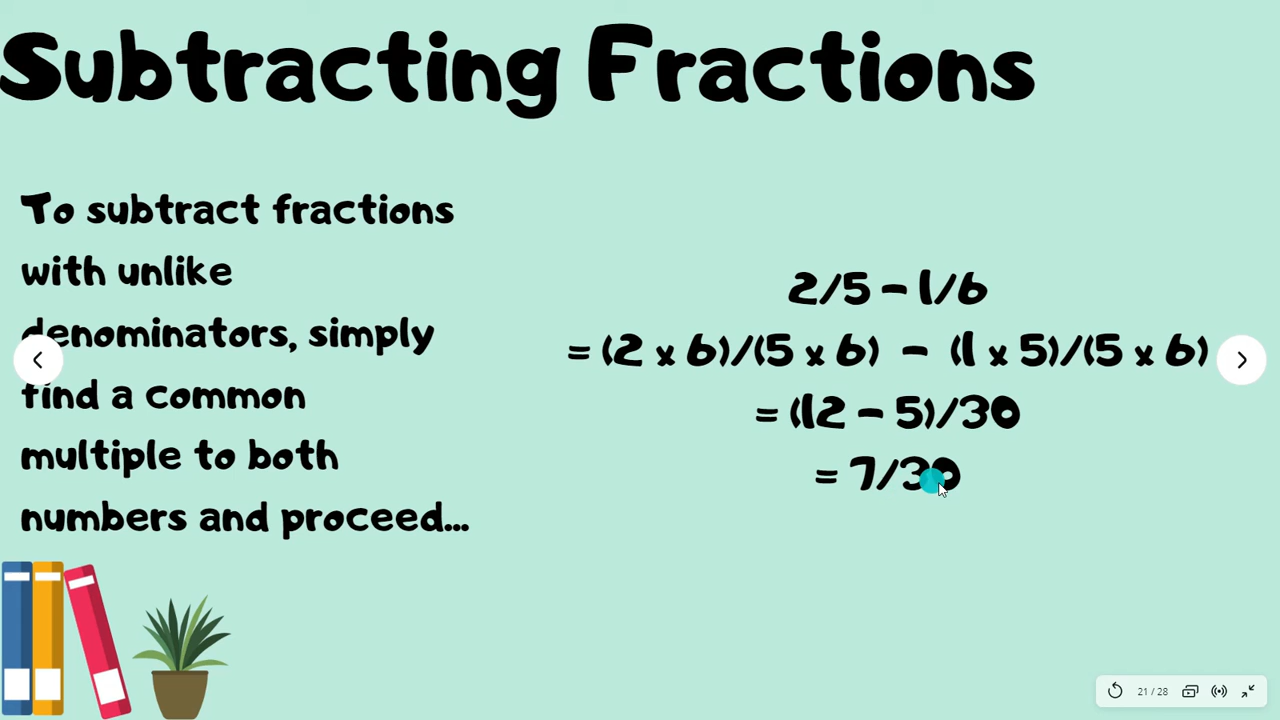 Subtracting Fractions
To subtract fractions
with unlike
denominators, simply
find a common
multiple to both
numbers and proceed...
2/5 - 1/6
= (2 x 6)/(5 x 6) - (1 x 5)/(5 x 6)
= (12 - 5)/30
= 7/30
21 / 28